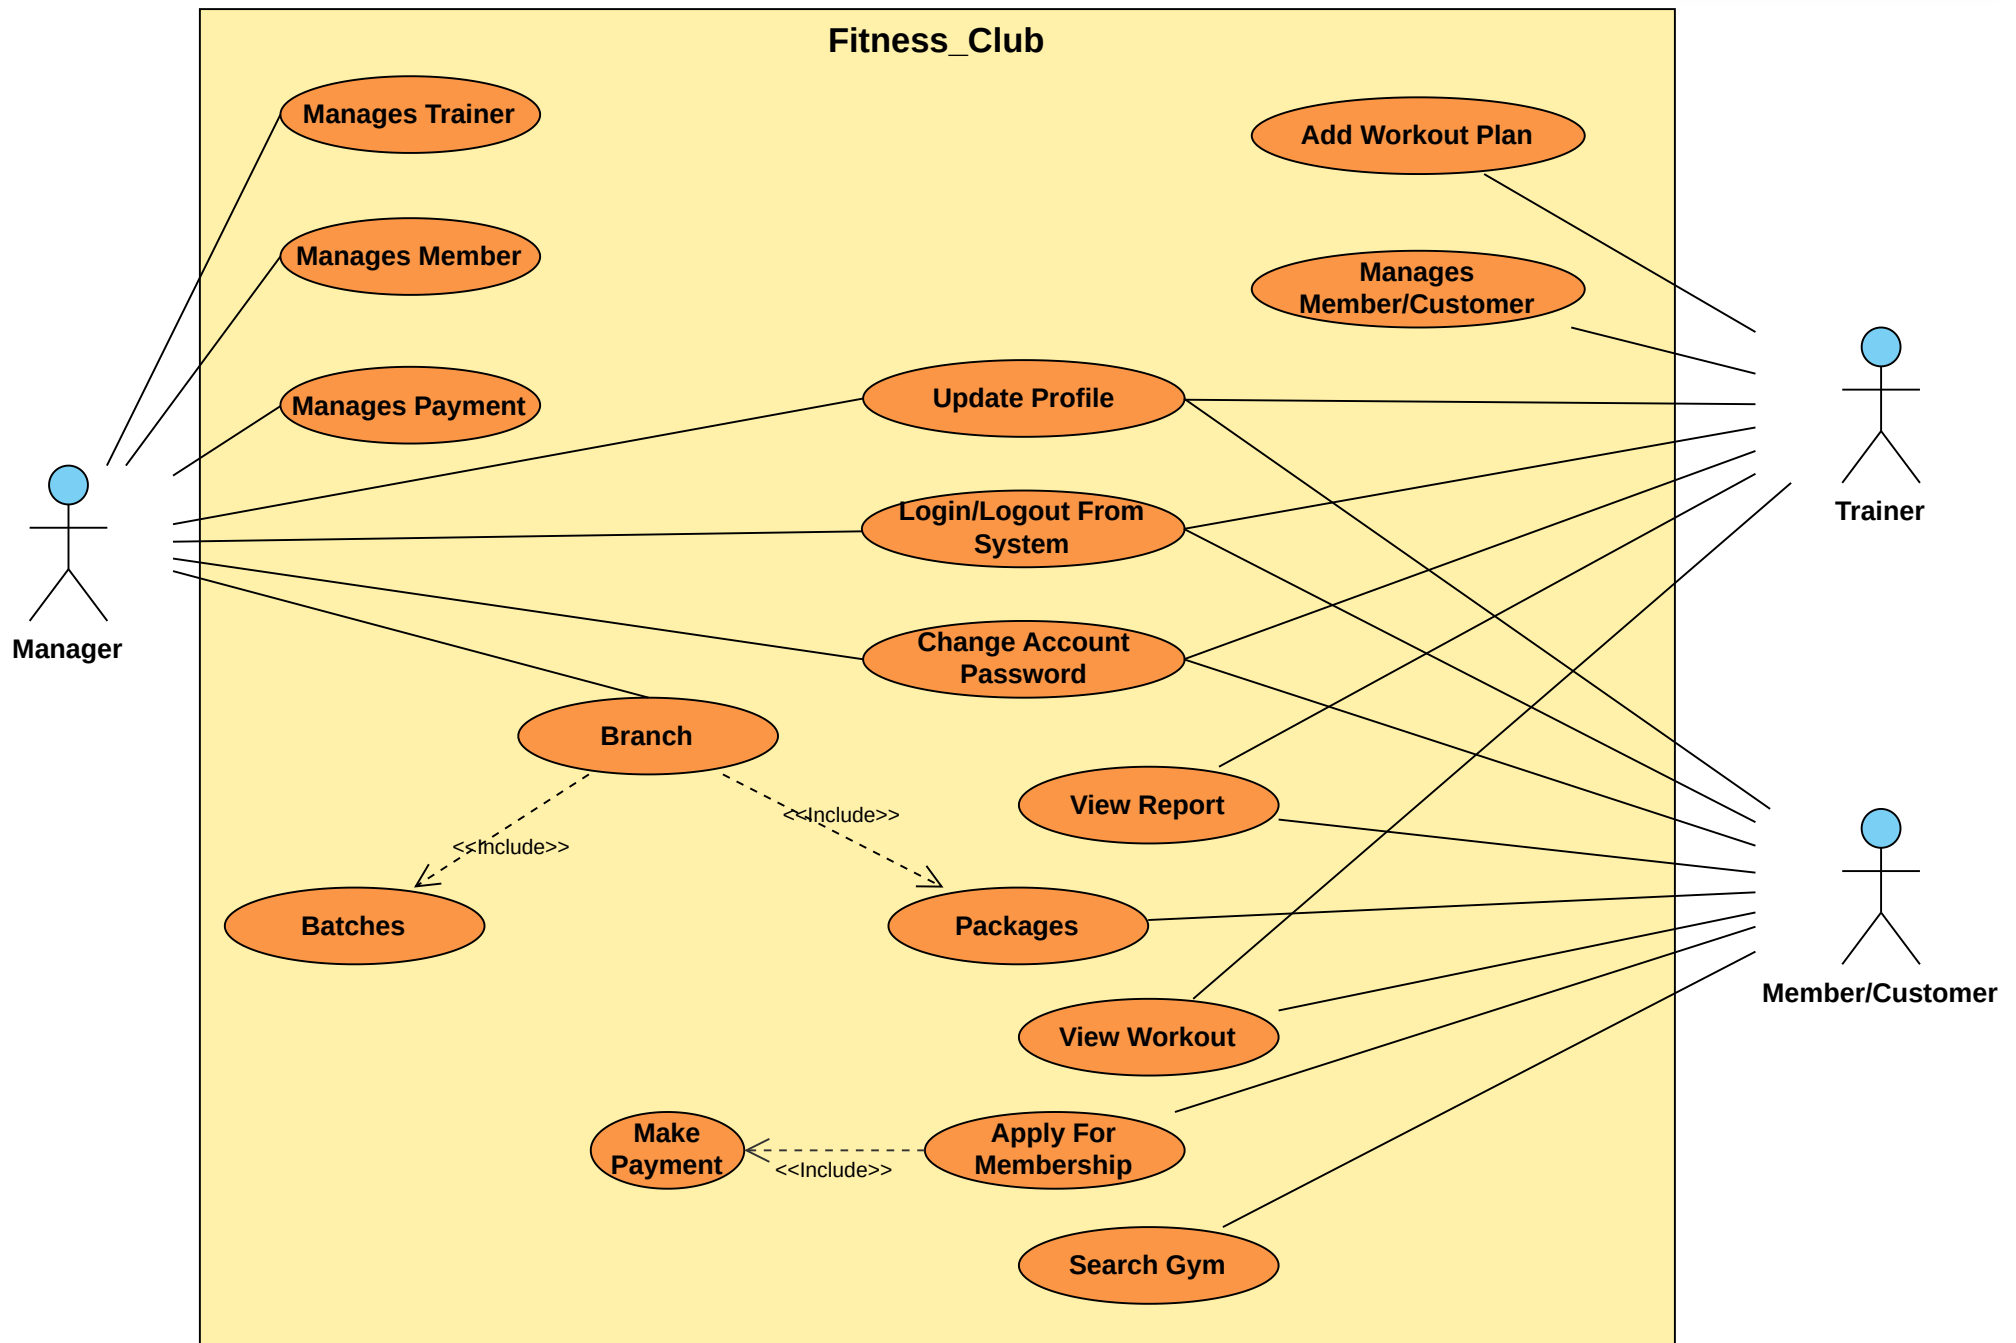 Fitness_Club
Manages Trainer
Add Workout Plan
Manages Member
Manages
Member/Customer
Manages Payment
Update Profile
Login/Logout From
System
Trainer
Manager
Change Account
Password
Branch
View Report
<<Include>>
<<Include>>
Batches
Packages
Member/Customer
View Workout
Make
Payment
<<Include>>
Apply For
Membership
Search Gym